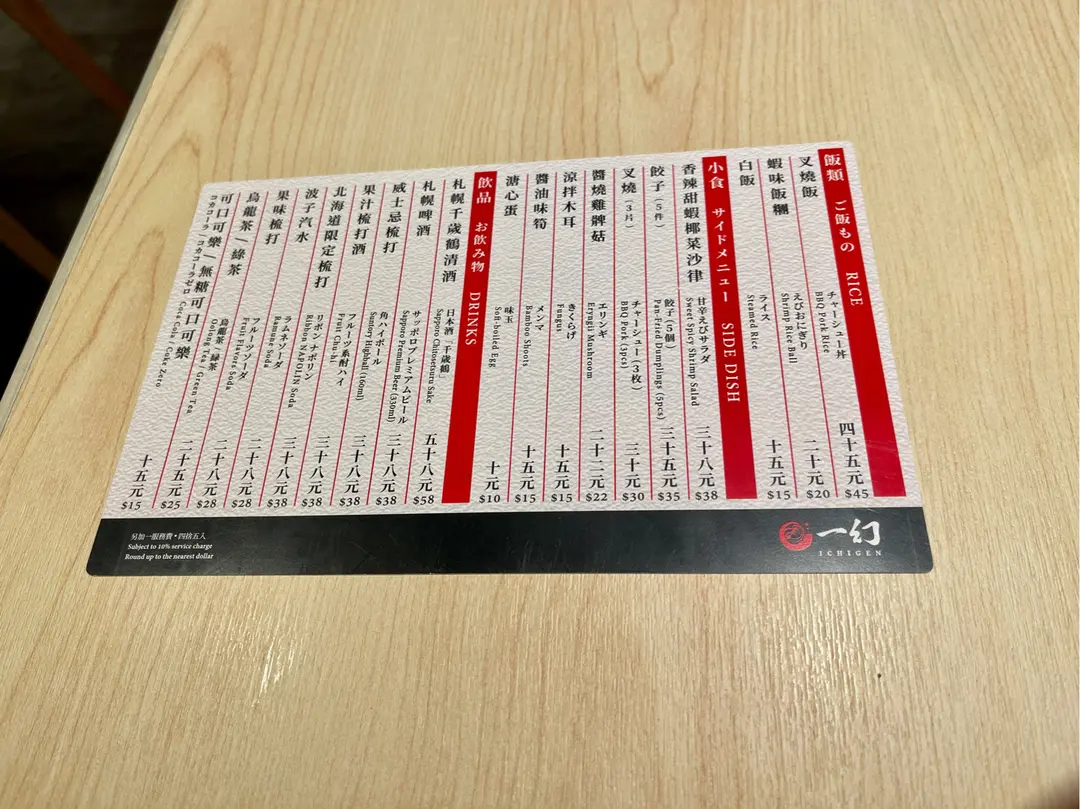 飯類 ご飯もの RICE
叉燒飯 チャーシュー丼 BBQ Pork Rice 四十五元 $45
蝦味飯糰 えびおにぎり Shrimp Rice Ball 二十元 $20
白飯 ライス Steamed Rice 十五元 $15
小食 サイドメニュー SIDE DISH
香辣甜蝦椰菜沙律 甘辛えびサラダ Sweet Spicy Shrimp Salad 三十八元 $38
餃子（5件） 餃子（5個） Pan-Fried Dumplings (5pcs) 三十五元 $35
叉燒（3片） チャーシュー（3枚） BBQ Pork (3pcs) 三十元 $30
醬燒雞髀菇 エリンギ Eryngii Mushroom 二十二元 $22
涼拌木耳 きくらげ Fungus 十五元 $15
醬油味筍 メンマ Bamboo Shoots 十五元 $15
溏心蛋 味玉 Soft-boiled Egg 十元 $10
飲品 お飲み物 DRINKS
札幌千歲鶴清酒 日本酒「千歳鶴」 Sapporo Chitosetsuru Sake 五十八元 $58
札幌啤酒 サッポロプレミアムビール Sapporo Premium Beer (330ml) 三十八元 $38
威士忌梳打 角ハイボール Suntory Highball (160ml) 三十八元 $38
果汁梳打酒 フルーツ系酎ハイ Fruit Chu-hi 三十八元 $38
北海道限定梳打 リボンナポリン Ribbon NAPOLIN Soda 三十八元 $38
波子汽水 ラムネソーダ Ramune Soda 二十八元 $28
果味梳打 フルーツソーダ Fruit Flavors Soda 二十八元 $28
烏龍茶 / 綠茶 烏龍茶 / 緑茶 Oolong Tea / Green Tea 二十五元 $25
可口可樂 / 無糖可口可樂 コカコーラ / コカコーラゼロ Coca Cola / Coke Zero 十五元 $15
另加一服務費・四捨五入
Subject to 10% service charge
Round up to the nearest dollar
一幻
ICHIGEN